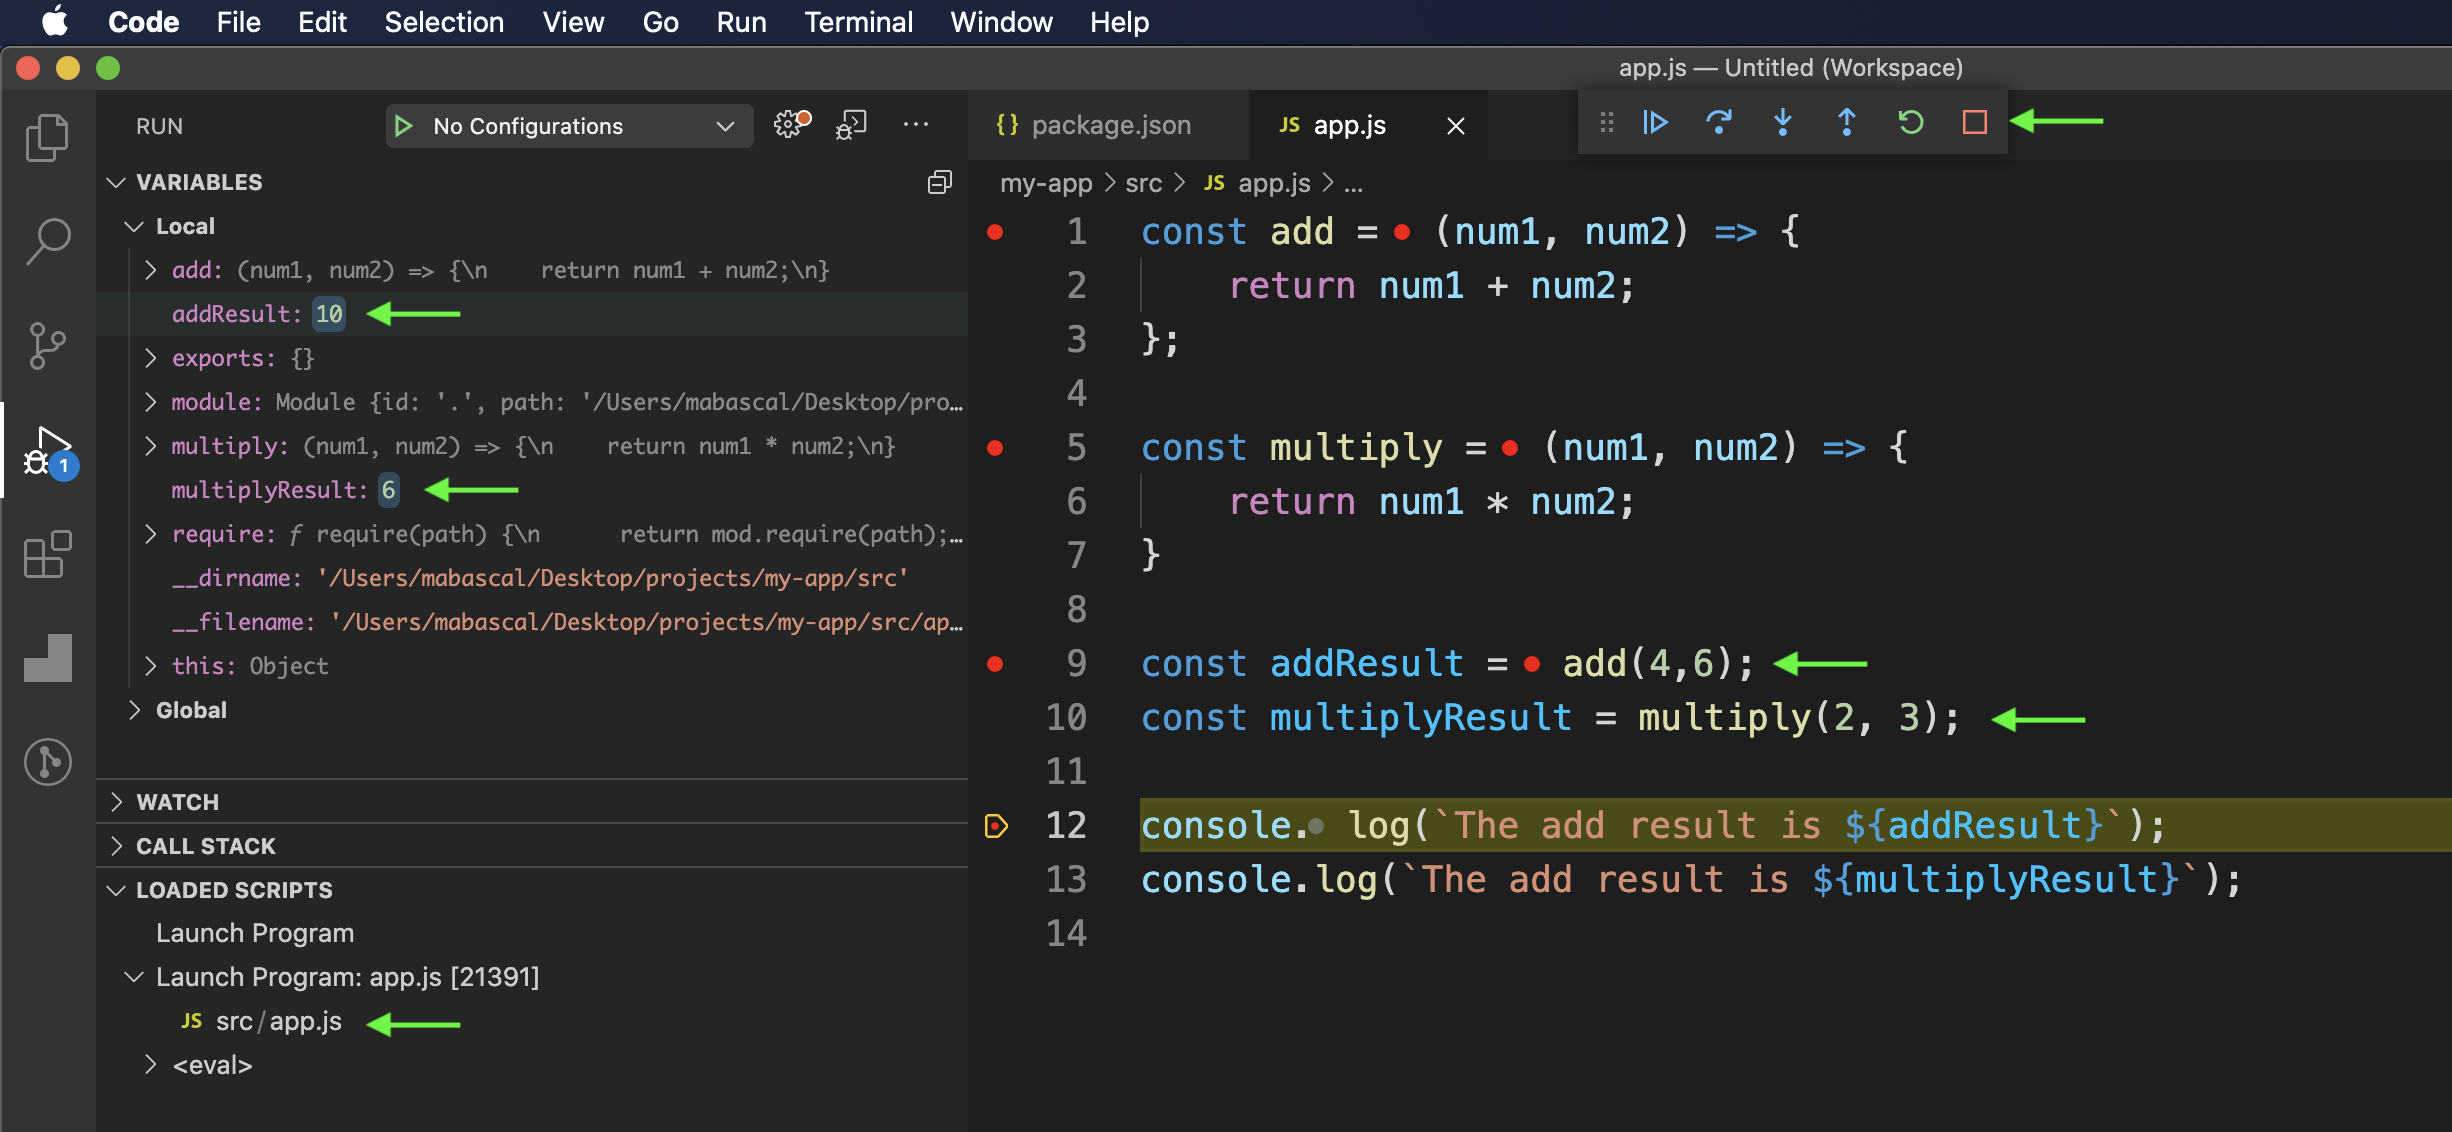 Code File Edit Selection View Go Run Terminal Window Help
app.js — Untitled (Workspace)
RUN
No Configurations
VARIABLES
Local
add: (num1, num2) => {\n    return num1 + num2;\n}
addResult: 10
exports: {}
module: Module {id: '.', path: '/Users/mabascal/Desktop/pro…
multiply: (num1, num2) => {\n    return num1 * num2;\n}
multiplyResult: 6
require: ƒ require(path) {\n      return mod.require(path);…
__dirname: '/Users/mabascal/Desktop/projects/my-app/src'
__filename: '/Users/mabascal/Desktop/projects/my-app/src/ap…
this: Object
Global
WATCH
CALL STACK
LOADED SCRIPTS
Launch Program
Launch Program: app.js [21391]
JS src/app.js
<eval>
1
{} package.json
JS app.js
my-app > src > JS app.js > ...
1 const add = (num1, num2) => {
2     return num1 + num2;
3 };
4
5 const multiply = (num1, num2) => {
6     return num1 * num2;
7 }
8
9 const addResult = add(4,6);
10 const multiplyResult = multiply(2, 3);
11
12 console. log(`The add result is ${addResult}`);
13 console.log(`The add result is ${multiplyResult}`);
14